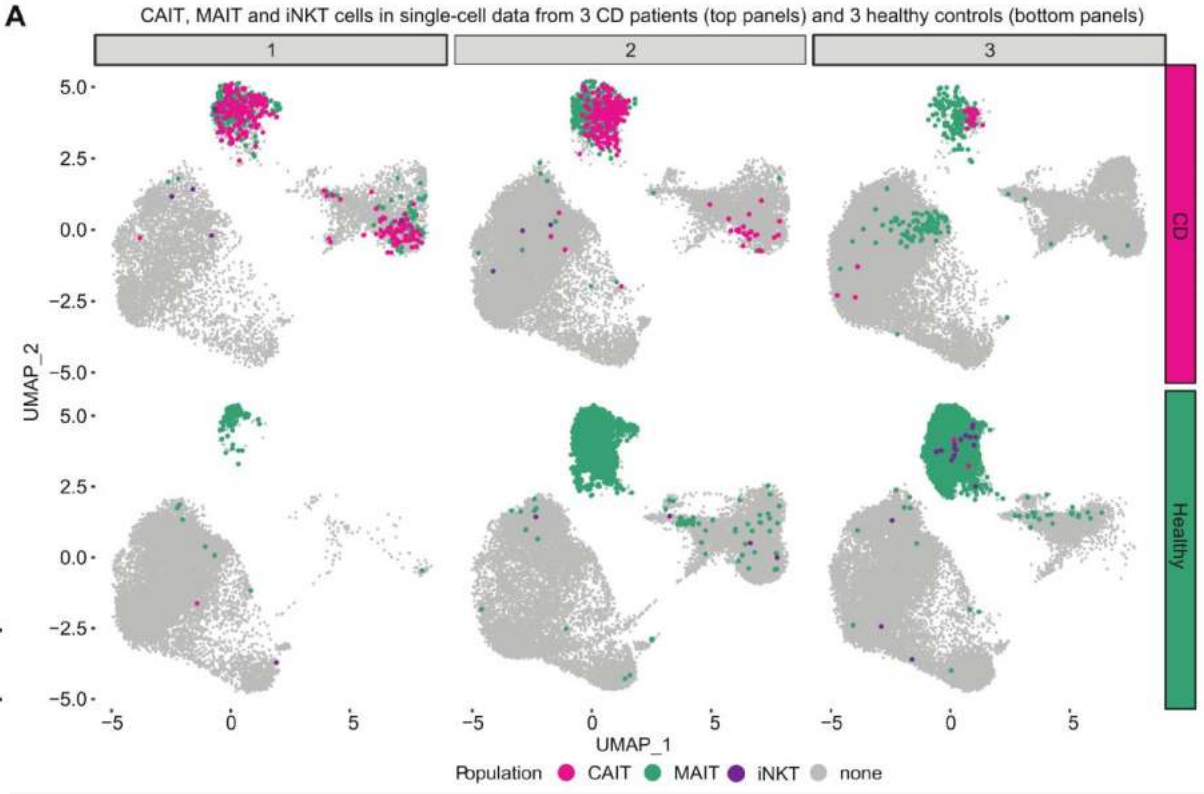 A
CAIT, MAIT and iNKT cells in single-cell data from 3 CD patients (top panels) and 3 healthy controls (bottom panels)
1 2 3
5.0
2.5
0.0
−2.5
−5.0
CD
UMAP_2
5.0
2.5
0.0
−2.5
−5.0
Healthy
−5 0 5 −5 0 5 −5 0 5
UMAP_1
Population CAIT MAIT iNKT none